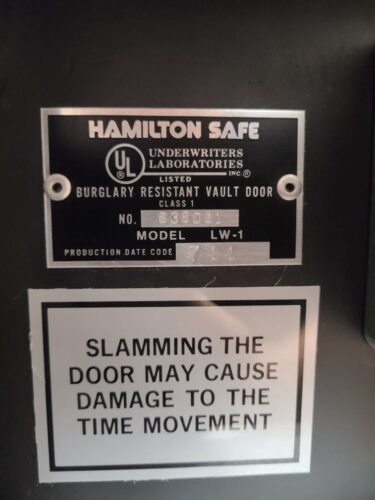 HAMILTON SAFE
UL
UNDERWRITERS
LABORATORIES
INC.®
LISTED
BURGLARY RESISTANT VAULT DOOR
CLASS 1
NO.
MODEL LW-1
PRODUCTION DATE CODE 711
SLAMMING THE
DOOR MAY CAUSE
DAMAGE TO THE
TIME MOVEMENT